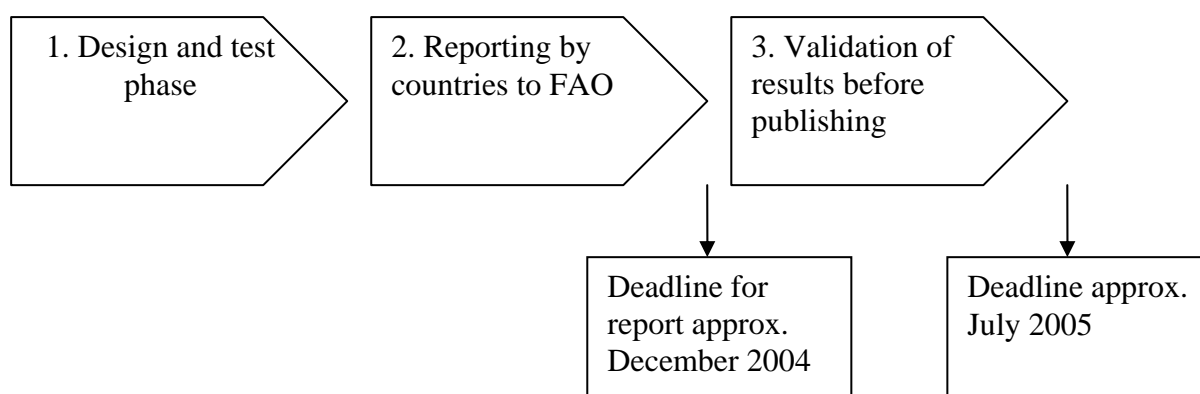 1. Design and test
phase
2. Reporting by
countries to FAO
3. Validation of
results before
publishing
Deadline for
report approx.
December 2004
Deadline approx.
July 2005